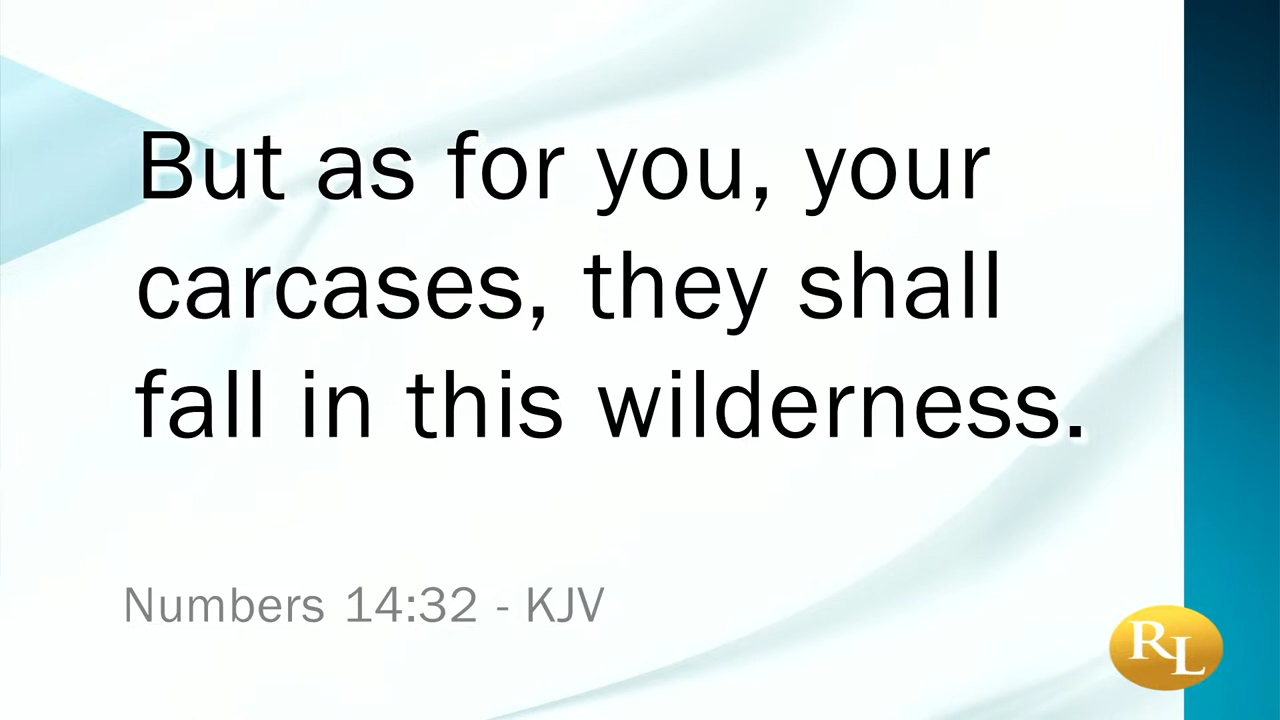 But as for you, your
carcases, they shall
fall in this wilderness.
Numbers 14:32 - KJV
RL